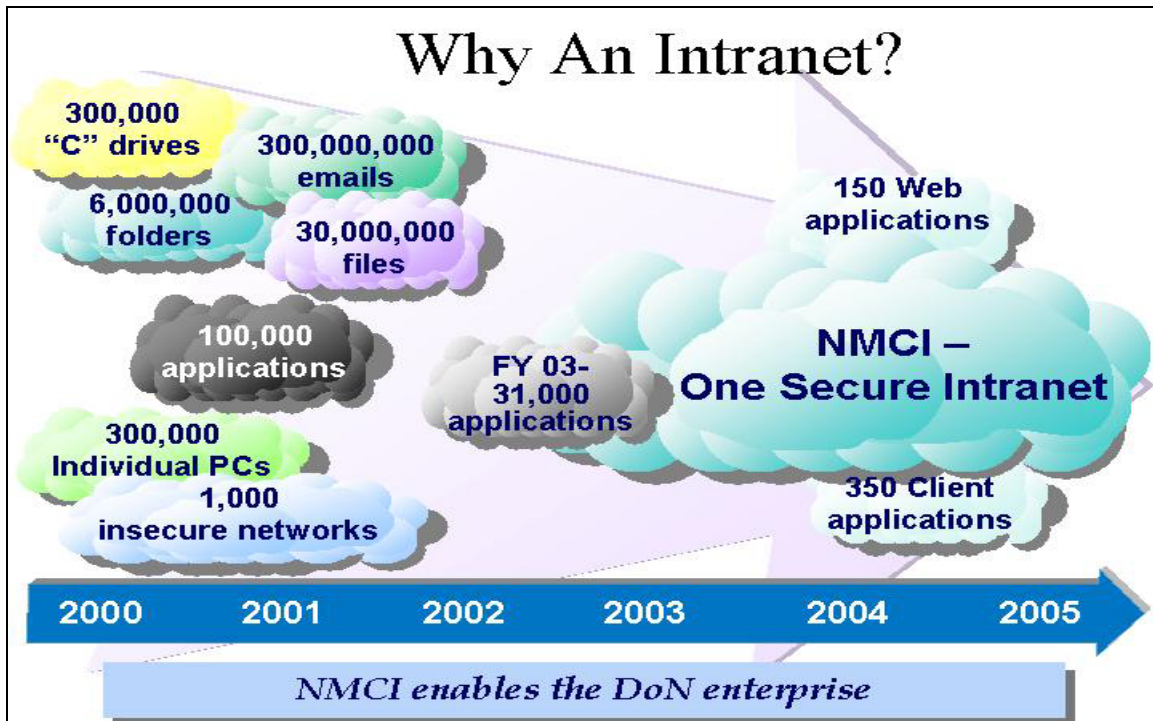 Why An Intranet?
300,000
“C” drives
300,000,000
emails
6,000,000
folders
30,000,000
files
150 Web
applications
100,000
applications
FY 03-
31,000
applications
NMCI –
One Secure Intranet
300,000
Individual PCs
1,000
insecure networks
350 Client
applications
2000 2001 2002 2003 2004 2005
NMCI enables the DoN enterprise